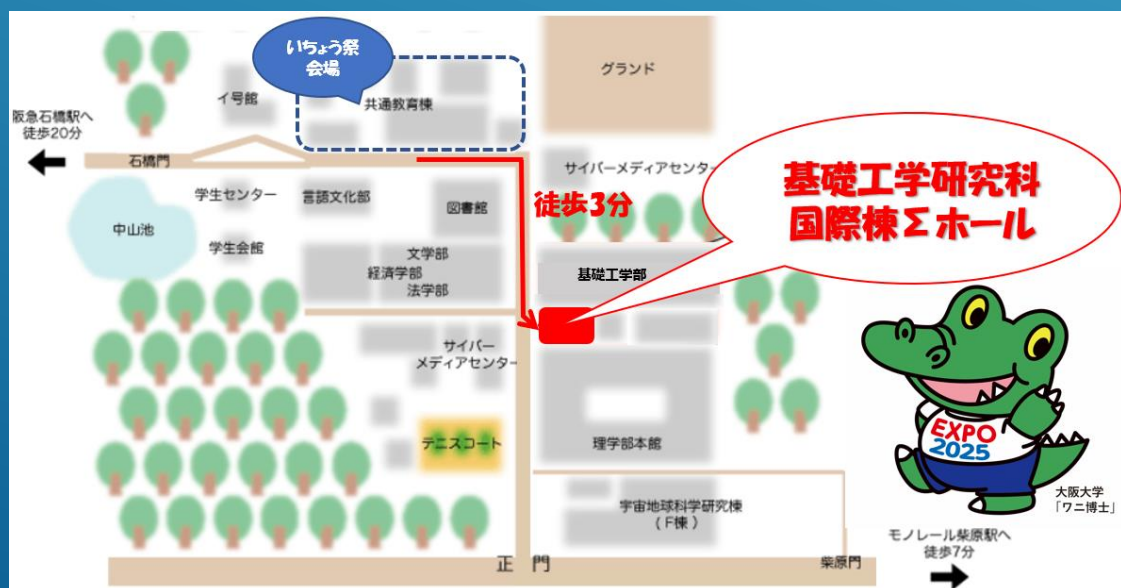 いちょう祭
会場
グランド
イ号館
共通教育棟
阪急石橋駅へ
徒歩20分
石橋門
サイバーメディアセンター
基礎工学研究科
国際棟Σホール
学生センター
言語文化部
図書館
徒歩3分
中山池
学生会館
文学部
経済学部
法学部
基礎工学部
サイバー
メディアセンター
テニスコート
理学部本館
EXPO
2025
大阪大学
「ワニ博士」
宇宙地球科学研究棟
(F棟)
モノレール柴原駅へ
徒歩7分
正門
柴原門